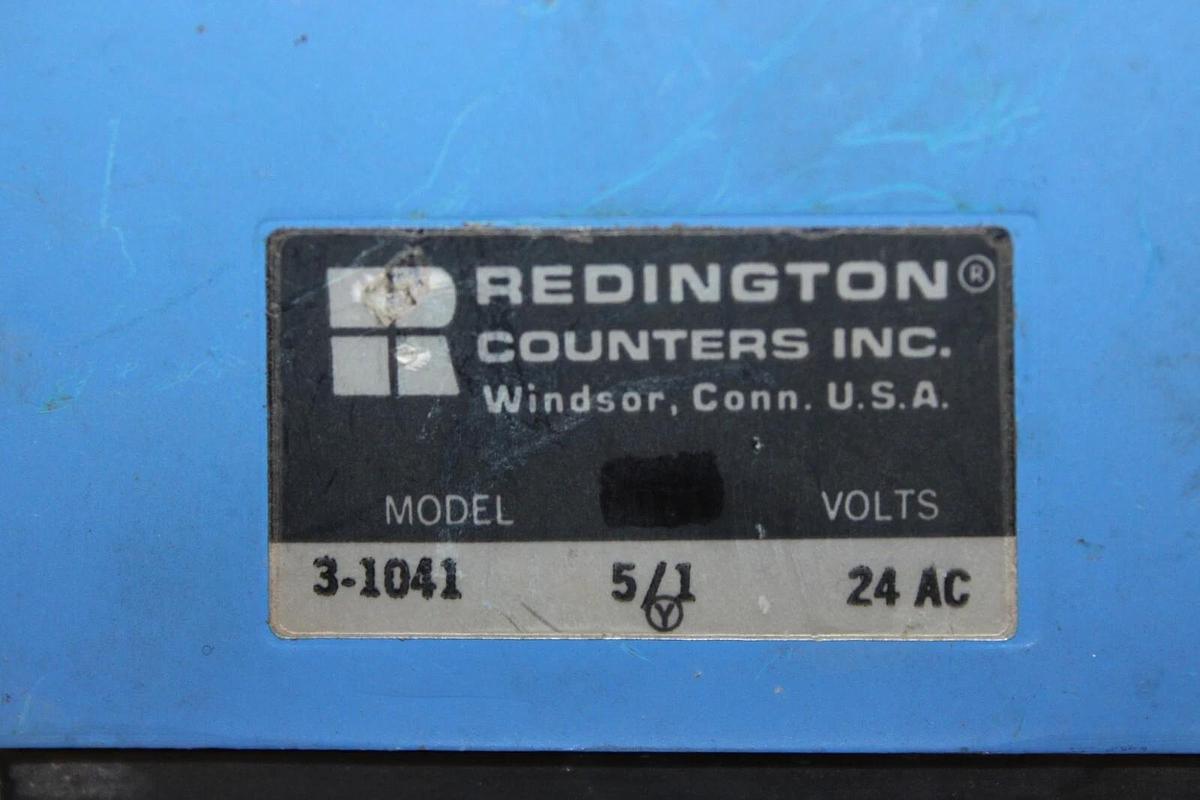 REDINGTON®
COUNTERS INC.
Windsor, Conn. U.S.A.
MODEL VOLTS
3-1041 5/1 24 AC
Y